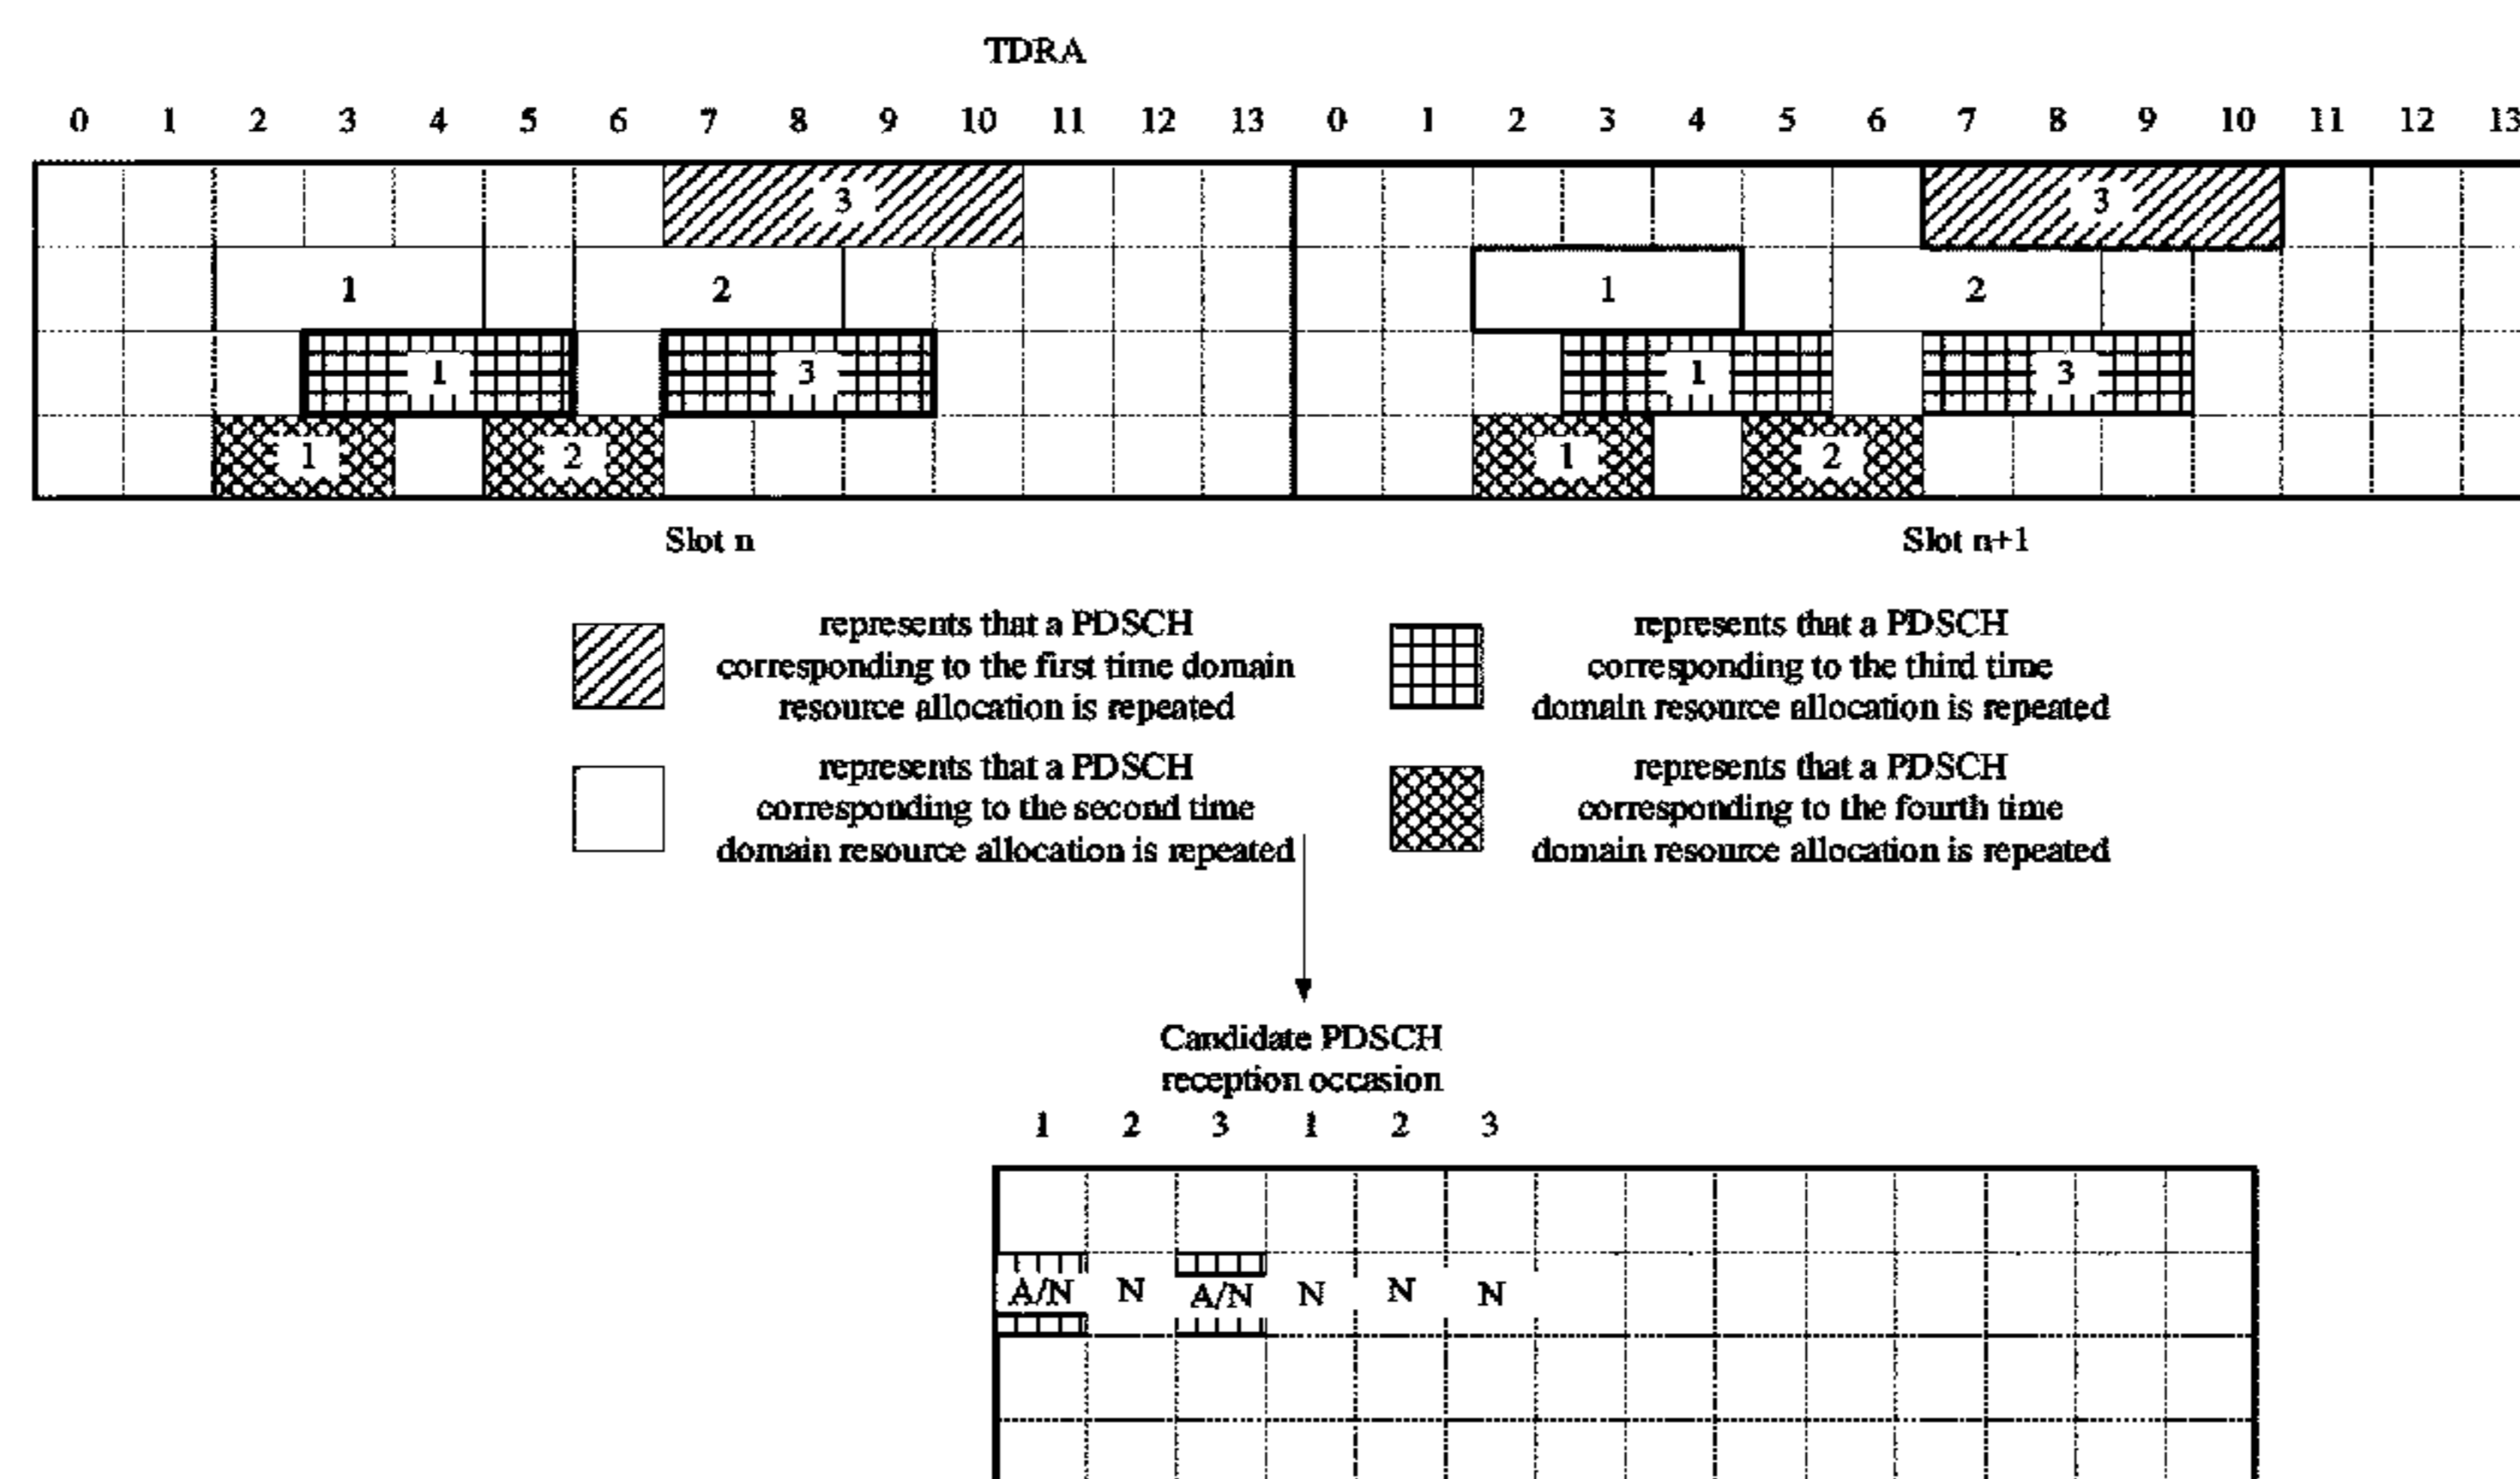 TDRA
0 1 2 3 4 5 6 7 8 9 10 11 12 13 0 1 2 3 4 5 6 7 8 9 10 11 12 13
3 3
1 2 1 2
1 3 1 3
1 2 1 2
Slot n Slot n+1
represents that a PDSCH
corresponding to the first time domain
resource allocation is repeated
represents that a PDSCH
corresponding to the third time
domain resource allocation is repeated
represents that a PDSCH
corresponding to the second time
domain resource allocation is repeated
represents that a PDSCH
corresponding to the fourth time
domain resource allocation is repeated
Candidate PDSCH
reception occasion
1 2 3 1 2 3
A/N N A/N N N N